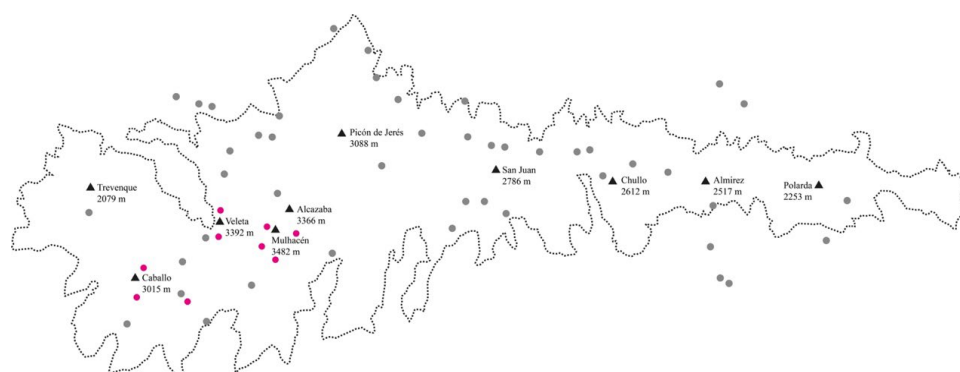 Picón de Jerés
3088 m
San Juan
2786 m
Chullo
2612 m
Almirez
2517 m
Polarda
2253 m
Trevenque
2079 m
Alcazaba
3366 m
Veleta
3392 m
Mulhacén
3482 m
Caballo
3015 m